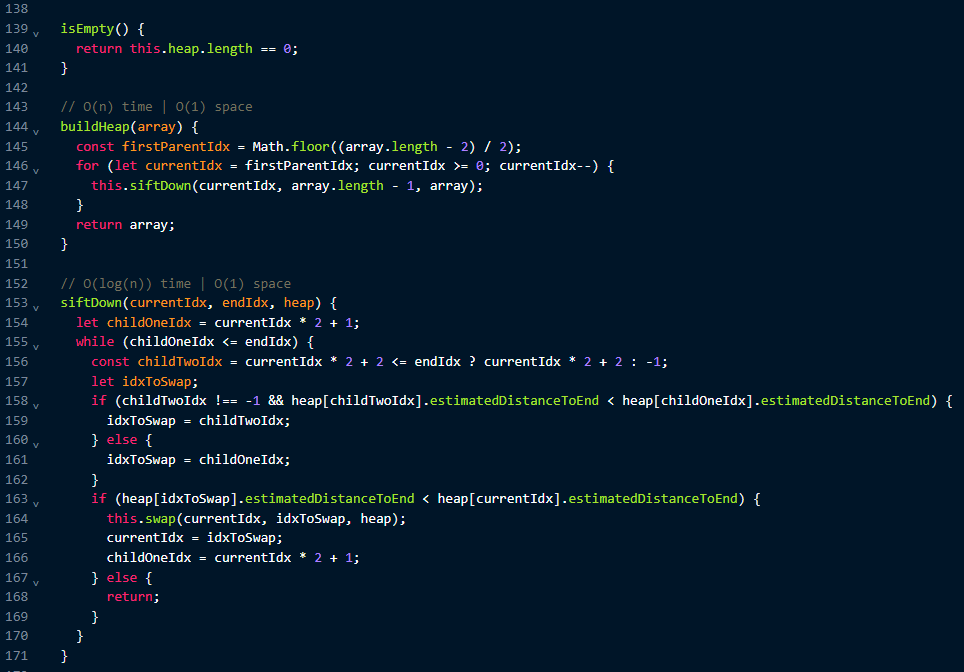 138
139 isEmpty() {
140 return this.heap.length == 0;
141 }
142
143 // O(n) time | O(1) space
144 buildHeap(array) {
145 const firstParentIdx = Math.floor((array.length - 2) / 2);
146 for (let currentIdx = firstParentIdx; currentIdx >= 0; currentIdx--) {
147 this.siftDown(currentIdx, array.length - 1, array);
148 }
149 return array;
150 }
151
152 // O(log(n)) time | O(1) space
153 siftDown(currentIdx, endIdx, heap) {
154 let childOneIdx = currentIdx * 2 + 1;
155 while (childOneIdx <= endIdx) {
156 const childTwoIdx = currentIdx * 2 + 2 <= endIdx ? currentIdx * 2 + 2 : -1;
157 let idxToSwap;
158 if (childTwoIdx !== -1 && heap[childTwoIdx].estimatedDistanceToEnd < heap[childOneIdx].estimatedDistanceToEnd) {
159 idxToSwap = childTwoIdx;
160 } else {
161 idxToSwap = childOneIdx;
162 }
163 if (heap[idxToSwap].estimatedDistanceToEnd < heap[currentIdx].estimatedDistanceToEnd) {
164 this.swap(currentIdx, idxToSwap, heap);
165 currentIdx = idxToSwap;
166 childOneIdx = currentIdx * 2 + 1;
167 } else {
168 return;
169 }
170 }
171 }